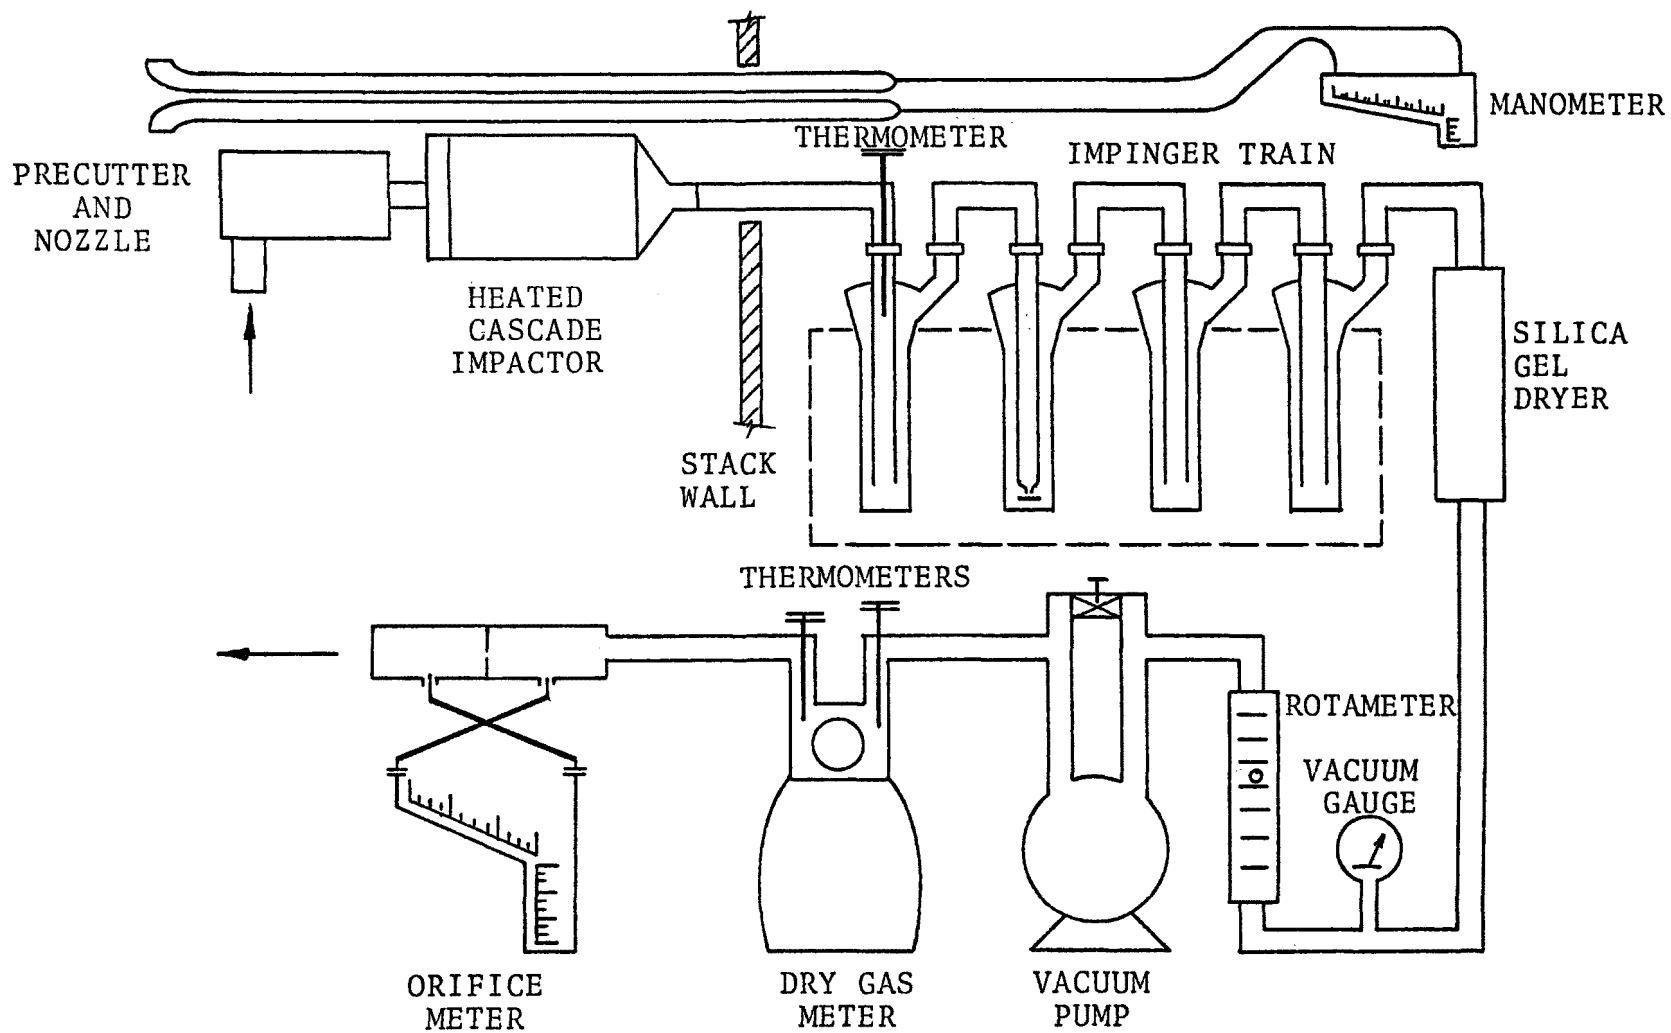 MANOMETER
THERMOMETER
IMPINGER TRAIN
PRECUTTER
AND
NOZZLE
HEATED
CASCADE
IMPACTOR
SILICA
GEL
DRYER
STACK
WALL
THERMOMETERS
ROTAMETER
VACUUM
GAUGE
ORIFICE
METER
DRY GAS
METER
VACUUM
PUMP